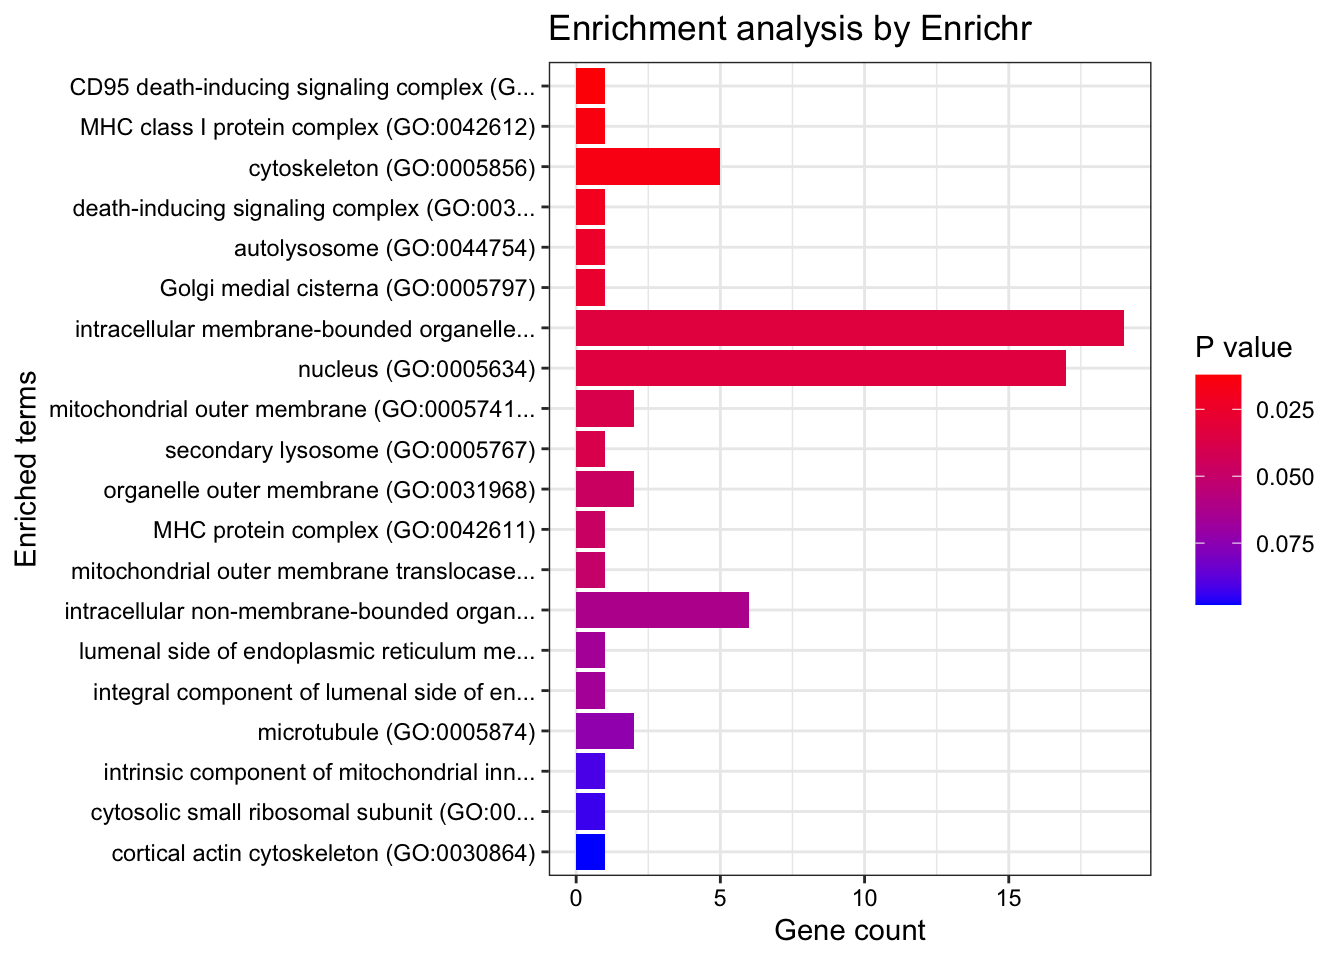 Enrichment analysis by Enrichr
CD95 death-inducing signaling complex (G...
MHC class I protein complex (GO:0042612)
cytoskeleton (GO:0005856)
death-inducing signaling complex (GO:003...
autolysosome (GO:0044754)
Golgi medial cisterna (GO:0005797)
intracellular membrane-bounded organelle...
nucleus (GO:0005634)
mitochondrial outer membrane (GO:0005741...
secondary lysosome (GO:0005767)
organelle outer membrane (GO:0031968)
MHC protein complex (GO:0042611)
mitochondrial outer membrane translocase...
intracellular non-membrane-bounded organ...
lumenal side of endoplasmic reticulum me...
integral component of lumenal side of en...
microtubule (GO:0005874)
intrinsic component of mitochondrial inn...
cytosolic small ribosomal subunit (GO:00...
cortical actin cytoskeleton (GO:0030864)
Enriched terms
0 5 10 15
Gene count
P value
0.025
0.050
0.075